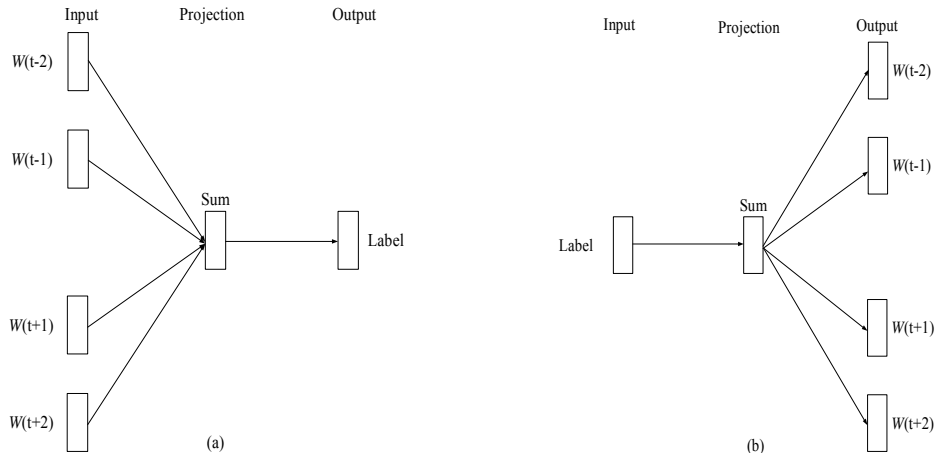 Input Projection Output
W(t-2)
W(t-1)
Sum
Label
W(t+1)
W(t+2)
(a)
Input Projection Output
W(t-2)
W(t-1)
Sum
Label
W(t+1)
W(t+2)
(b)